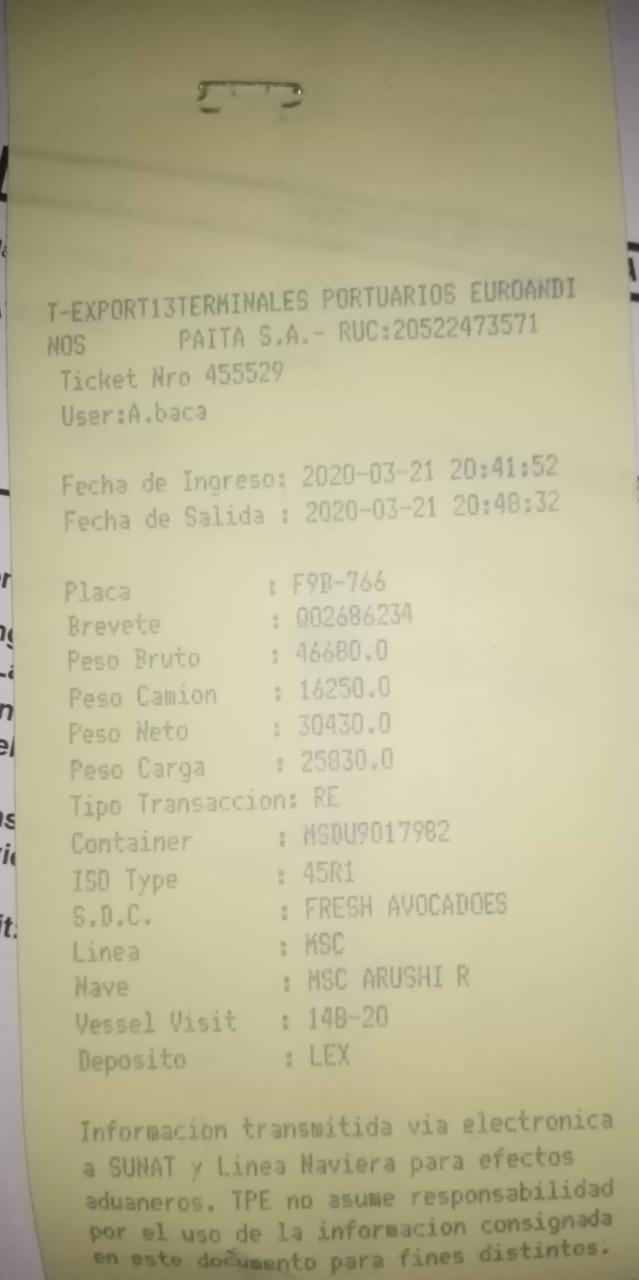 T-EXPORT13TERMINALES PORTUARIOS EUROANDI
NOS PAITA S.A.- RUC:20522473571
Ticket Nro 455529
User:A.baca
Fecha de Ingreso: 2020-03-21 20:41:52
Fecha de Salida : 2020-03-21 20:48:32
Placa : F9B-766
Brevete : Q02686234
Peso Bruto : 46680.0
Peso Camion : 16250.0
Peso Neto : 30430.0
Peso Carga : 25830.0
Tipo Transaccion: RE
Container : MSDU9017982
ISO Type : 45R1
S.D.C. : FRESH AVOCADOES
Linea : MSC
Nave : MSC ARUSHI R
Vessel Visit : 148-20
Deposito : LEX
Informacion transmitida via electronica
a SUNAT y Linea Naviera para efectos
aduaneros. TPE no asume responsabilidad
por el uso de la informacion consignada
en este documento para fines distintos.